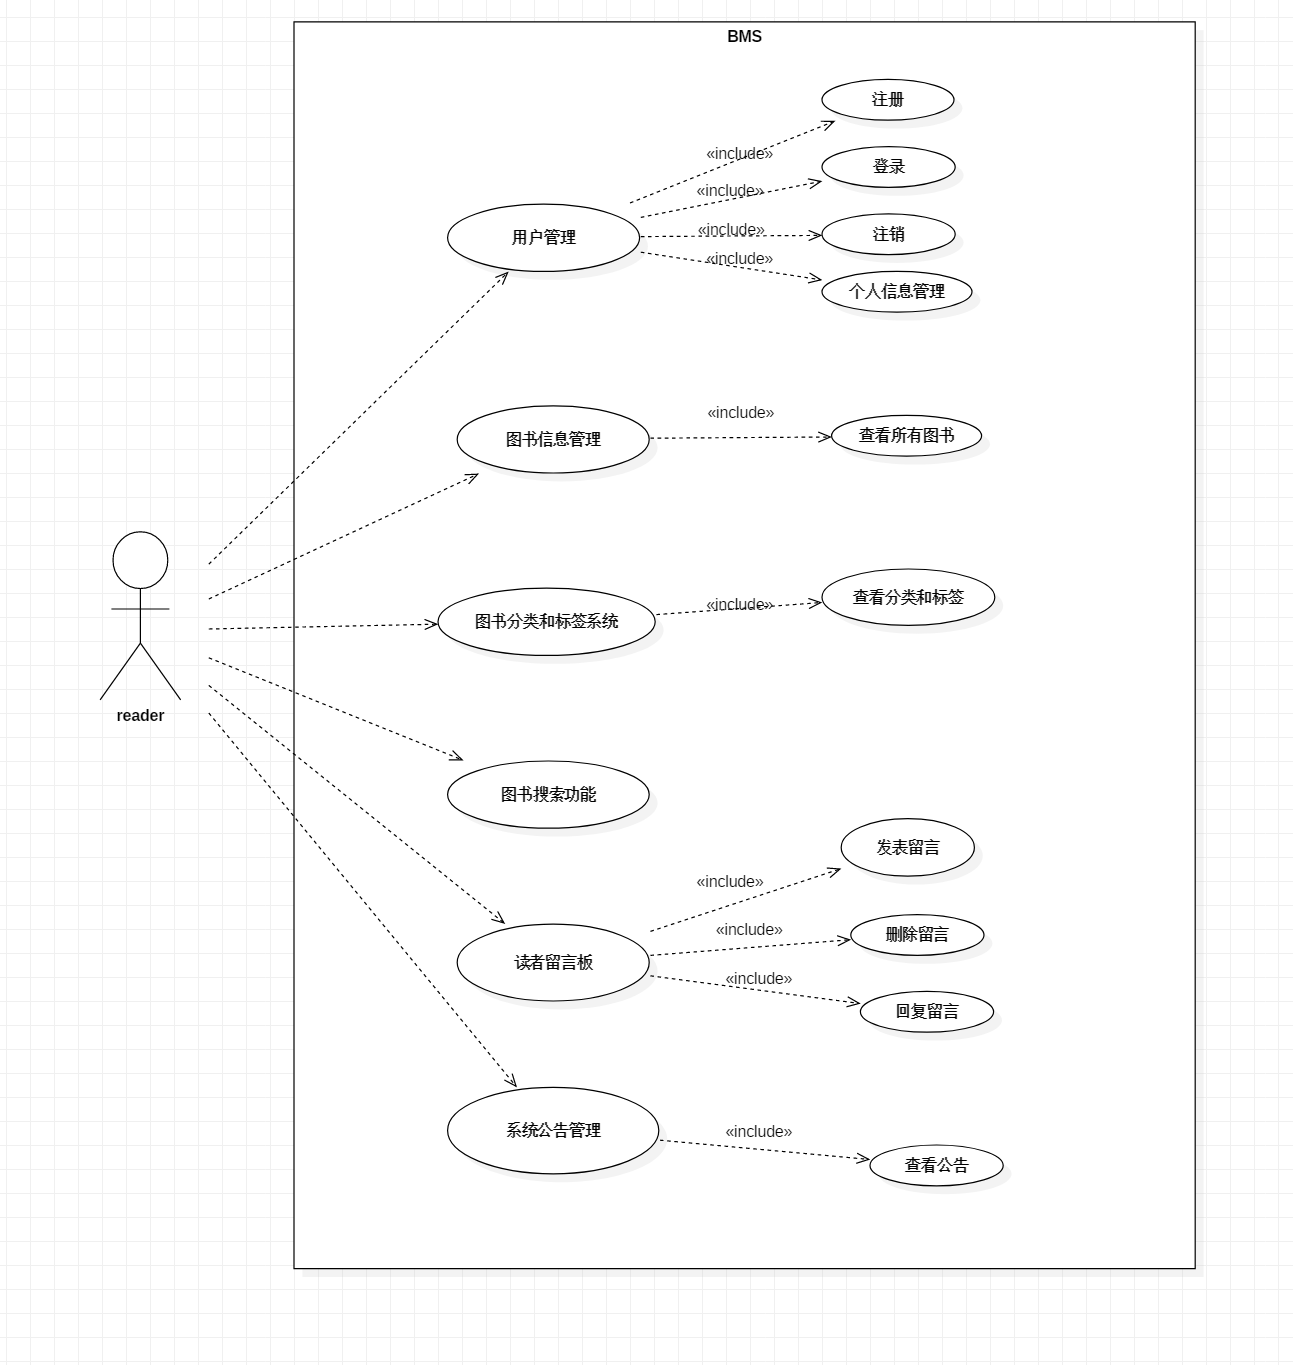 BMS
注册
«include»
登录
«include»
用户管理
«include»
注销
«include»
个人信息管理
图书信息管理
«include»
查看所有图书
图书分类和标签系统
«include»
查看分类和标签
reader
图书搜索功能
发表留言
«include»
«include»
删除留言
读者留言板
«include»
回复留言
系统公告管理
«include»
查看公告